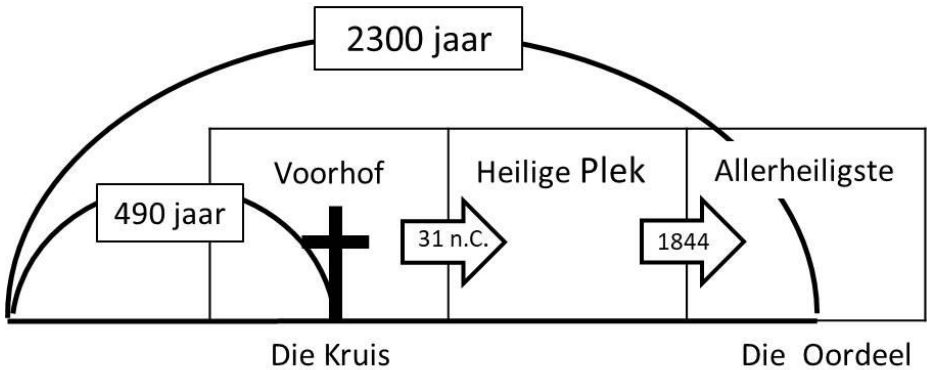 2300 jaar
Voorhof
Heilige Plek
Allerheiligste
490 jaar
31 n.C.
1844
Die Kruis
Die Oordeel